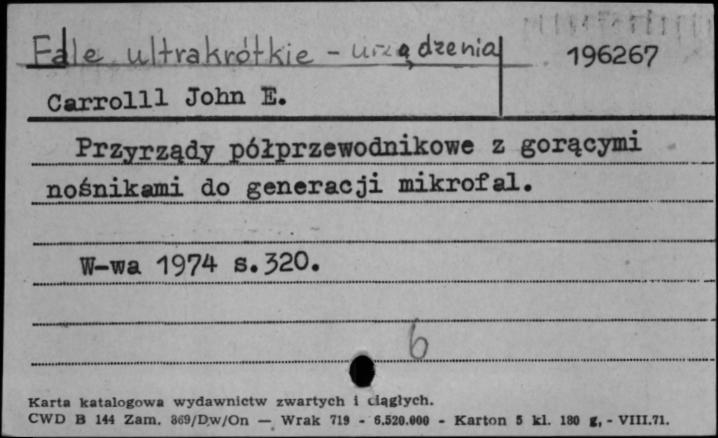 Fale ultrakrótkie - urządzenia
196267
Carrolll John E.
Przyrządy półprzewodnikowe z gorącymi
nośnikami do generacji mikrofal.
W-wa 1974 s.320.
6
Karta katalogowa wydawnictw zwartych i ciągłych.
CWD B 144 Zam. 869/Dw/On — Wrak 719 - 6.520.000 - Karton 5 kl. 180 g, - VIII.71.